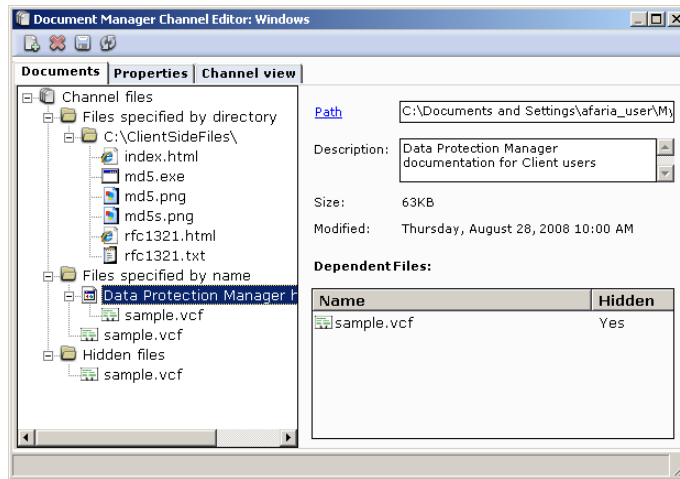 Document Manager Channel Editor: Windows
Documents Properties Channel view
Channel files
Files specified by directory
C:\ClientSideFiles\
index.html
md5.exe
md5.png
md5s.png
rfc1321.html
rfc1321.txt
Files specified by name
Data Protection Manager h
sample.vcf
sample.vcf
Hidden files
sample.vcf
Path C:\Documents and Settings\afaria_user\My
Description: Data Protection Manager
documentation for Client users
Size: 63KB
Modified: Thursday, August 28, 2008 10:00 AM
Dependent Files:
Name Hidden
sample.vcf Yes